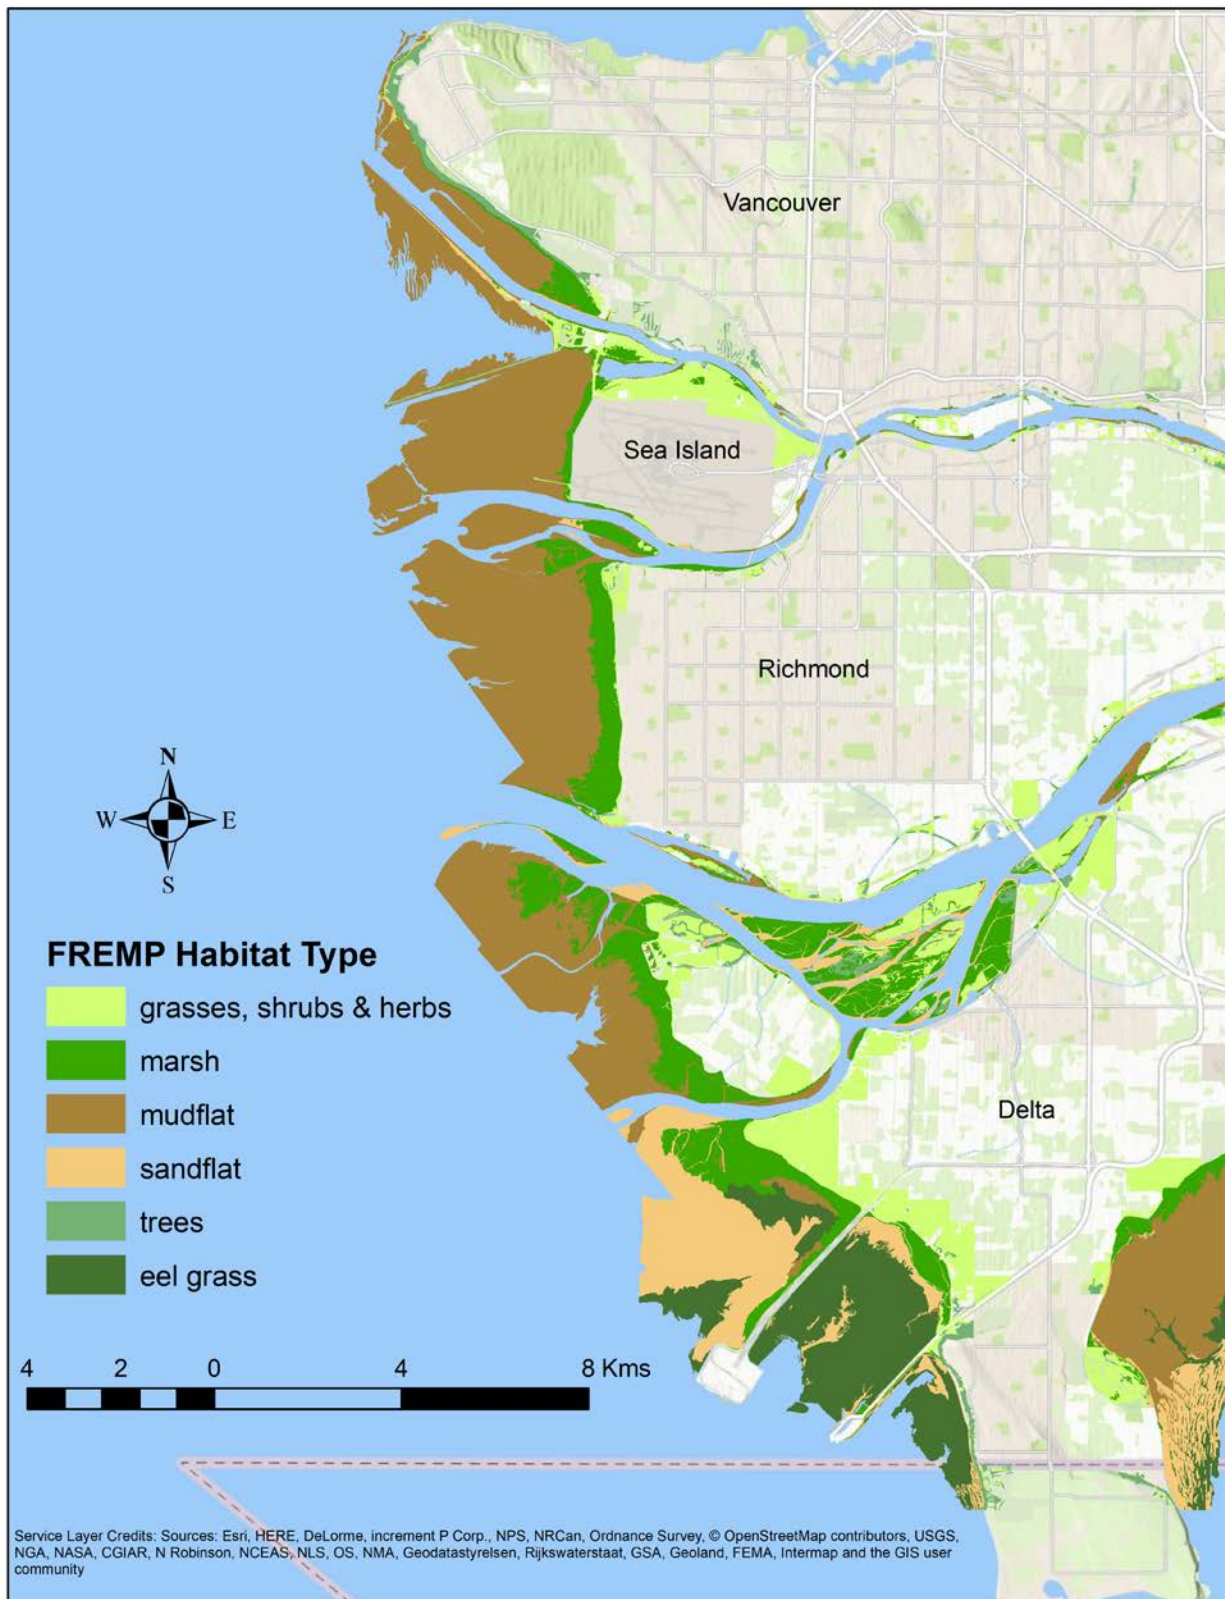 Vancouver
Sea Island
Richmond
N
W
E
S
FREMP Habitat Type
grasses, shrubs & herbs
marsh
mudflat
sandflat
trees
eel grass
Delta
4 2 0 4 8 Kms
Service Layer Credits: Sources: Esri, HERE, DeLorme, increment P Corp., NPS, NRCan, Ordnance Survey, © OpenStreetMap contributors, USGS,
NGA, NASA, CGIAR, N Robinson, NCEAS, NLS, OS, NMA, Geodatastyrelsen, Rijkswaterstaat, GSA, Geoland, FEMA, Intermap and the GIS user
community